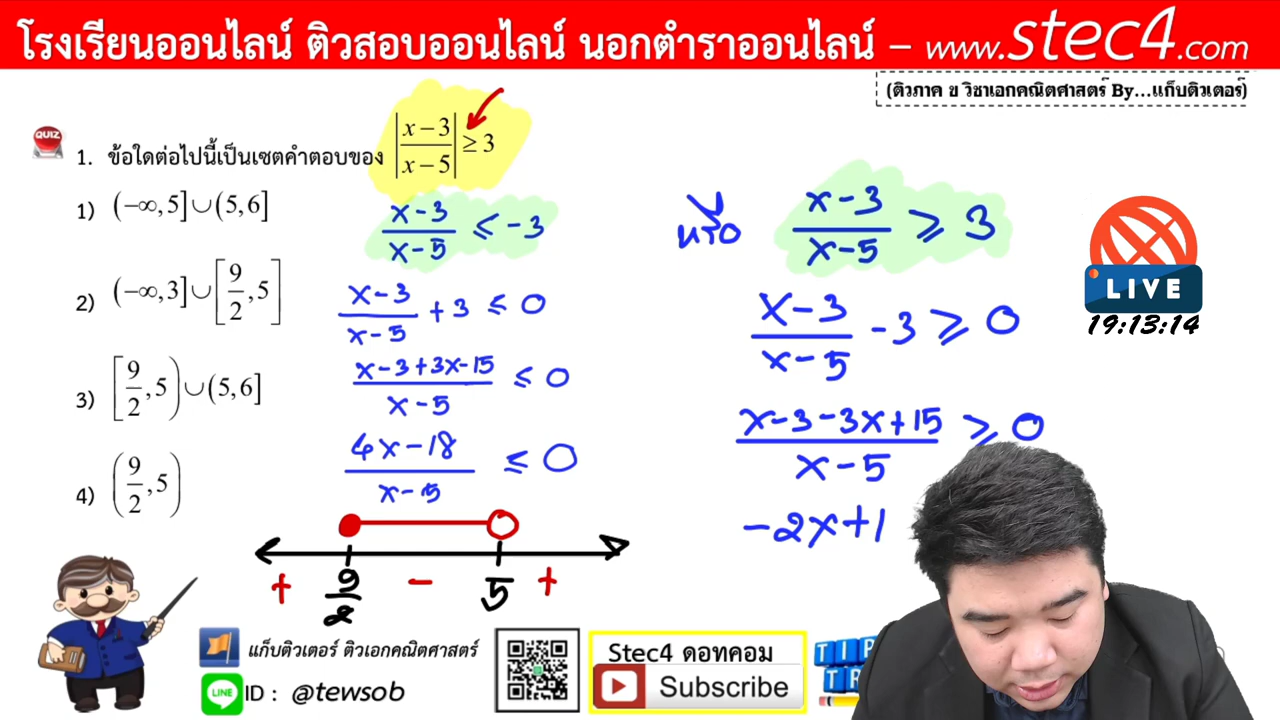 โรงเรียนออนไลน์ ติวสอบออนไลน์ นอกตำราออนไลน์ – www.stec4.com
(ติวภาค ข วิชาเอกคณิตศาสตร์ By...แก็บติวเตอร์)
QUIZ
1. ข้อใดต่อไปนี้เป็นเซตคำตอบของ |(x−3)/(x−5)| ≥ 3
1) (−∞,5]∪(5,6]
2) (−∞,3]∪[9/2,5]
3) [9/2,5)∪(5,6]
4) (9/2,5)
(x−3)/(x−5) ≤ −3
(x−3)/(x−5) + 3 ≤ 0
(x−3+3x−15)/(x−5) ≤ 0
(4x−18)/(x−5) ≤ 0
+ 9/2 − 5 +
หรือ (x−3)/(x−5) ≥ 3
(x−3)/(x−5) −3 ≥ 0
(x−3−3x+15)/(x−5) ≥ 0
−2x+1
LIVE
19:13:14
แก็บติวเตอร์ ติวเอกคณิตศาสตร์
LINE ID : @tewsob
Stec4 ดอทคอม
Subscribe
TIP
TR